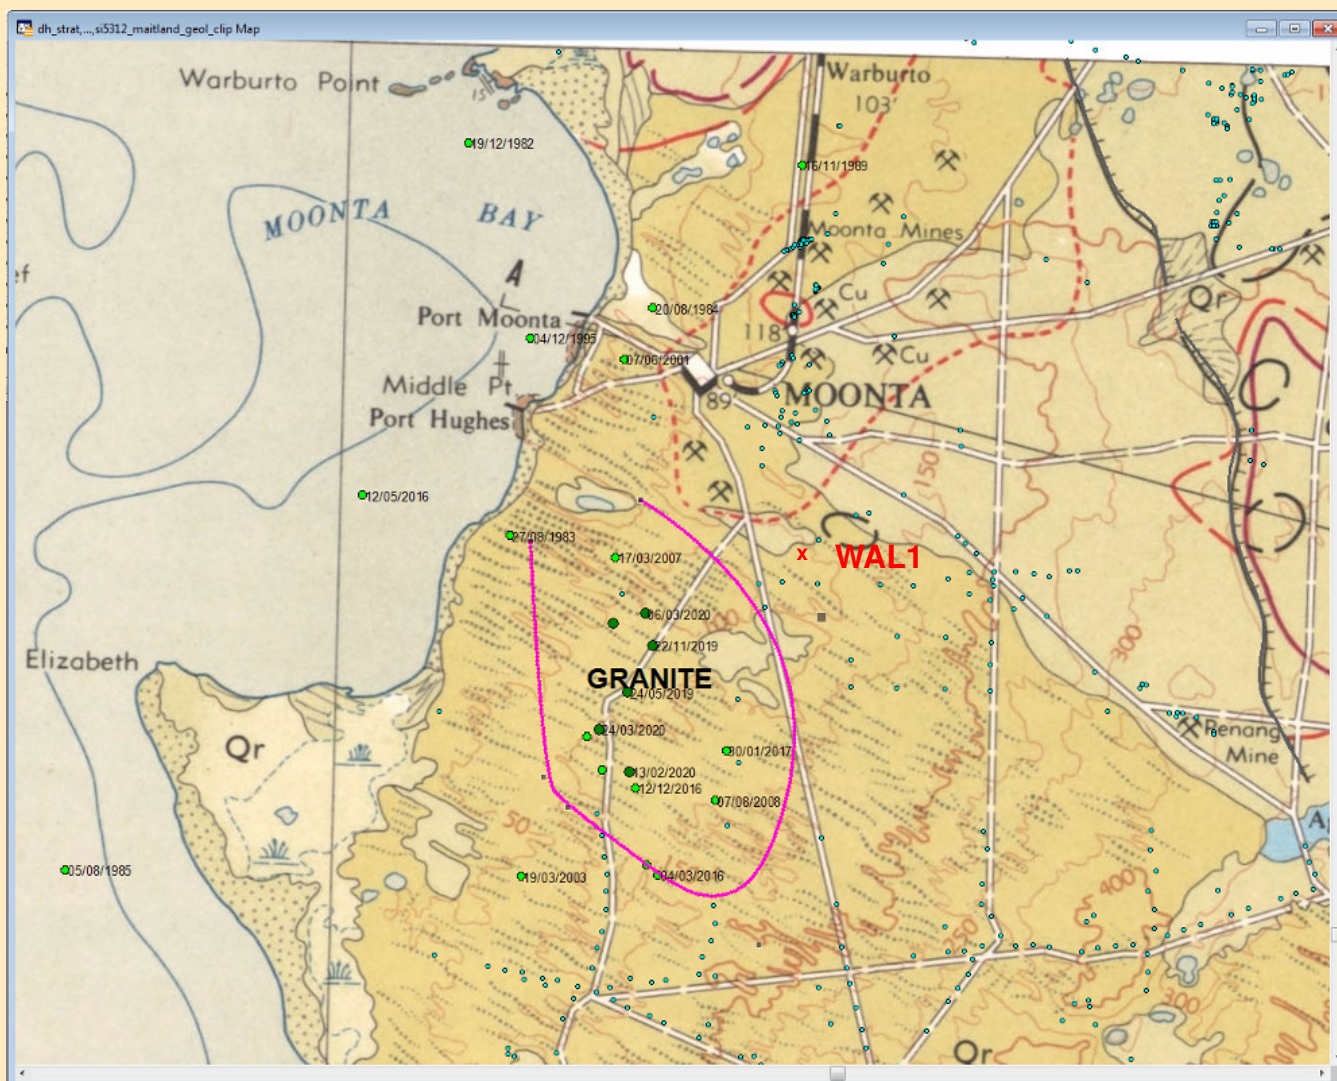 dh_strat,...,si5312_maitland_geol_clip Map
Warburto Point
15
Warburto
103'
19/12/1982
16/11/1989
MOONTA BAY
Moonta Mines
A
Cu
Qr
Port Moonta
20/08/1984
118
04/12/1995
07/06/2001
Cu
Middle Pt.
MOONTA
Port Hughes
89
150
12/05/2016
27/08/1983
17/03/2007
WAL1
x
06/03/2020
22/11/2019
300
Elizabeth
GRANITE
24/05/2019
24/03/2020
30/01/2017
Penang
Mine
Qr
13/02/2020
12/12/2016
07/08/2008
50
05/08/1985
19/03/2003
04/03/2016
400
300
Qr